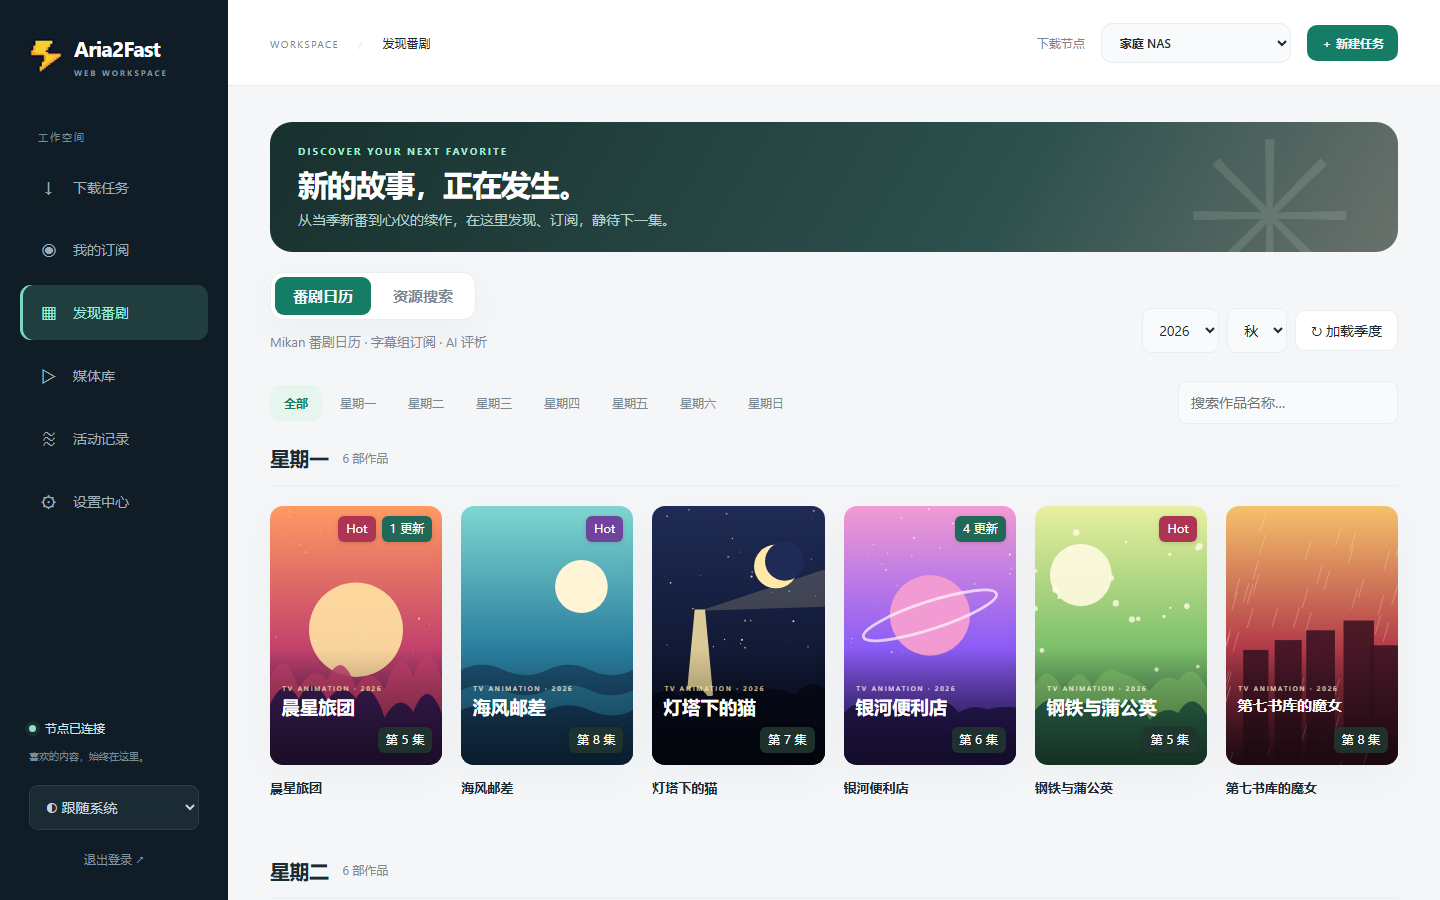 Aria2Fast
WEB WORKSPACE
工作空间
↓ 下载任务
◉ 我的订阅
▦ 发现番剧
▷ 媒体库
≋ 活动记录
⚙ 设置中心
节点已连接
喜欢的内容，始终在这里。
◐ 跟随系统
退出登录 ↗
WORKSPACE / 发现番剧
下载节点 家庭 NAS + 新建任务
DISCOVER YOUR NEXT FAVORITE
新的故事，正在发生。
从当季新番到心仪的续作，在这里发现、订阅，静待下一集。
番剧日历 资源搜索
Mikan 番剧日历 · 字幕组订阅 · AI 评析
2026 秋 ↻ 加载季度
全部 星期一 星期二 星期三 星期四 星期五 星期六 星期日
搜索作品名称...
星期一 6 部作品
Hot 1 更新
TV ANIMATION · 2026
晨星旅团
第 5 集
晨星旅团
Hot
TV ANIMATION · 2026
海风邮差
第 8 集
海风邮差
TV ANIMATION · 2026
灯塔下的猫
第 7 集
灯塔下的猫
4 更新
TV ANIMATION · 2026
银河便利店
第 6 集
银河便利店
Hot
TV ANIMATION · 2026
钢铁与蒲公英
第 5 集
钢铁与蒲公英
TV ANIMATION · 2026
第七书库的魔女
第 8 集
第七书库的魔女
星期二 6 部作品